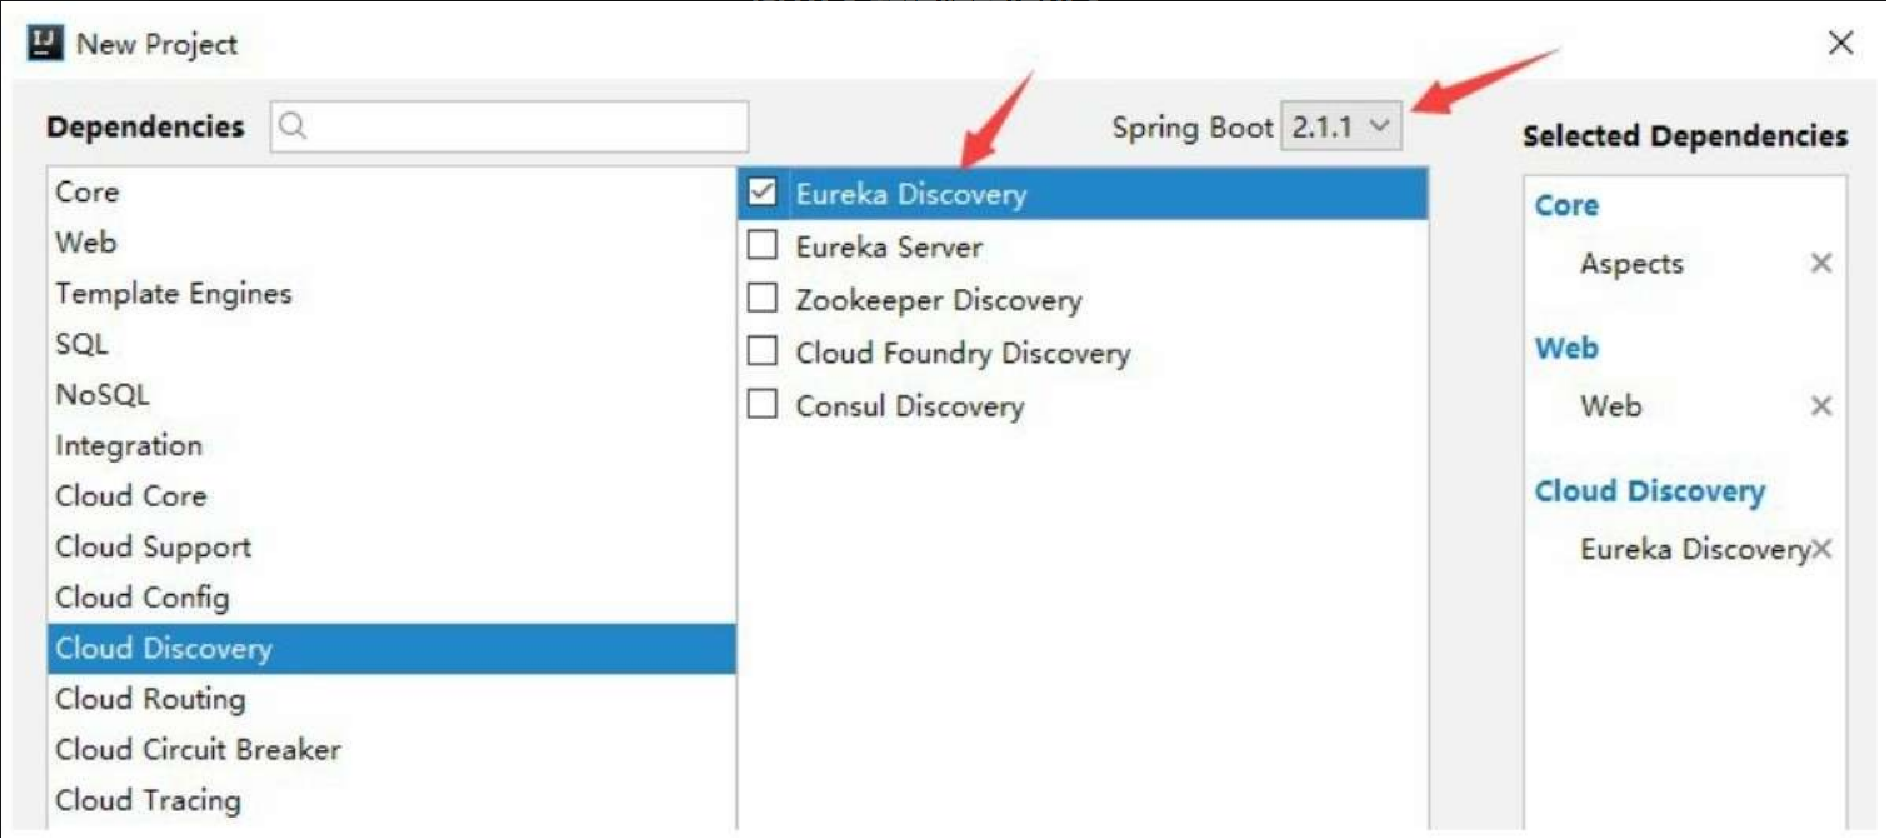 New Project
Dependencies
Spring Boot 2.1.1
Core
Web
Template Engines
SQL
NoSQL
Integration
Cloud Core
Cloud Support
Cloud Config
Cloud Discovery
Cloud Routing
Cloud Circuit Breaker
Cloud Tracing
Eureka Discovery
Eureka Server
Zookeeper Discovery
Cloud Foundry Discovery
Consul Discovery
Selected Dependencies
Core
Aspects
Web
Web
Cloud Discovery
Eureka Discovery